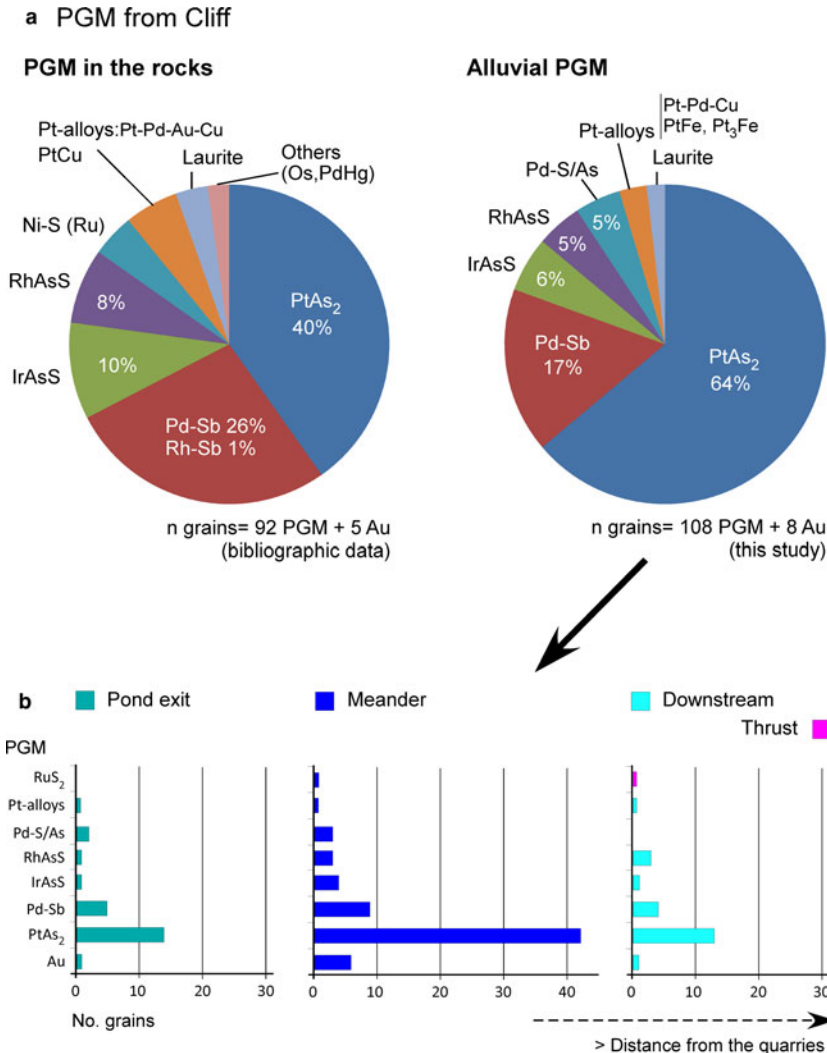 a PGM from Cliff
PGM in the rocks
Pt-alloys:Pt-Pd-Au-Cu
PtCu
Laurite
Others
(Os,PdHg)
Ni-S (Ru)
RhAsS
8%
IrAsS
10%
PtAs₂
40%
Pd-Sb 26%
Rh-Sb 1%
n grains= 92 PGM + 5 Au
(bibliographic data)
Alluvial PGM
Pt-Pd-Cu
PtFe, Pt₃Fe
Pt-alloys
Laurite
Pd-S/As
5%
RhAsS
5%
IrAsS
6%
Pd-Sb
17%
PtAs₂
64%
n grains= 108 PGM + 8 Au
(this study)
b
Pond exit
Meander
Downstream
Thrust
PGM
RuS₂
Pt-alloys
Pd-S/As
RhAsS
IrAsS
Pd-Sb
PtAs₂
Au
0 10 20 30
0 10 20 30 40
0 10 20 30
No. grains
> Distance from the quarries